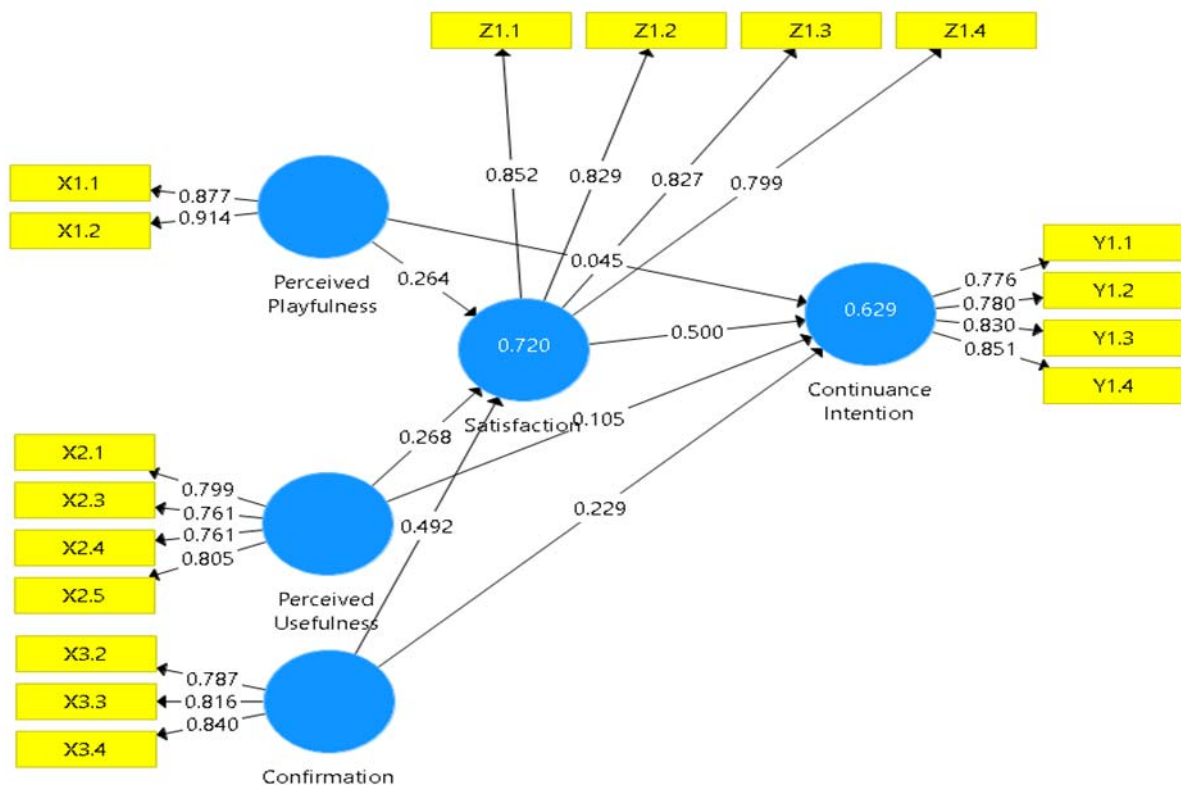 Z1.1
Z1.2
Z1.3
Z1.4
0.852
0.829
0.827
0.799
X1.1
X1.2
0.877
0.914
Perceived
Playfulness
0.264
0.045
0.720
Satisfaction
0.500
0.629
Continuance
Intention
0.776
0.780
0.830
0.851
Y1.1
Y1.2
Y1.3
Y1.4
X2.1
X2.3
X2.4
X2.5
0.799
0.761
0.761
0.805
Perceived
Usefulness
0.268
0.105
0.492
0.229
X3.2
X3.3
X3.4
0.787
0.816
0.840
Confirmation